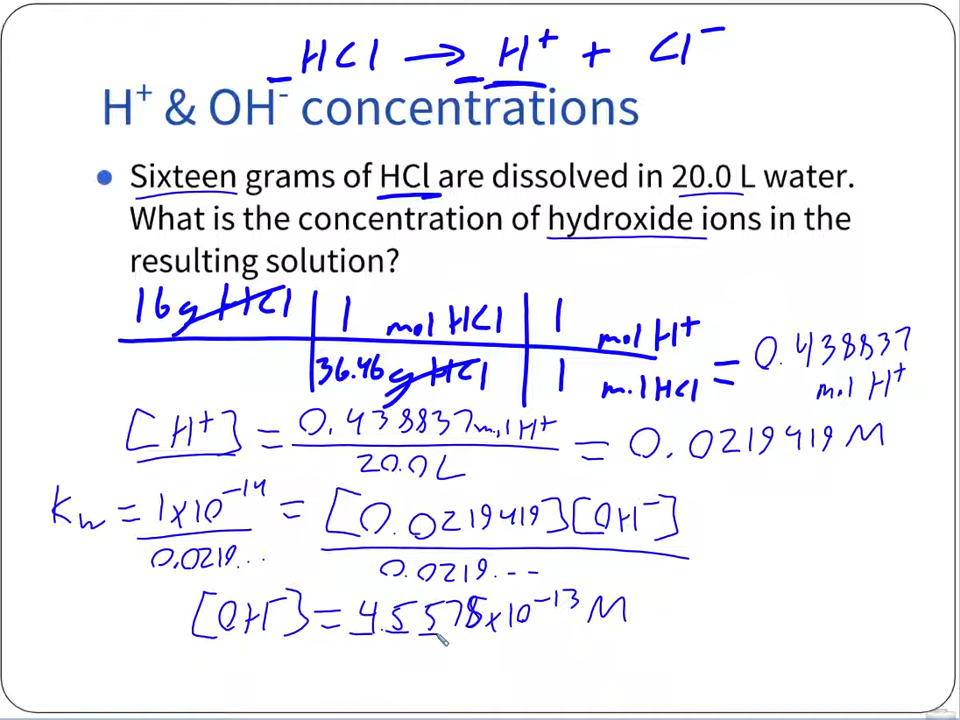 HCl → H⁺ + Cl⁻
H⁺ & OH⁻ concentrations
• Sixteen grams of HCl are dissolved in 20.0 L water.
What is the concentration of hydroxide ions in the
resulting solution?
16g HCl | 1 mol HCl | 1 mol H⁺
36.46 g HCl | 1 mol HCl = 0.438837 mol H⁺
[H⁺] = 0.438837 mol H⁺ / 20.0L = 0.0219419 M
Kw = 1x10⁻¹⁴ / 0.0219... = [0.0219419][OH⁻] / 0.0219...
[OH⁻] = 4.5575x10⁻¹³ M